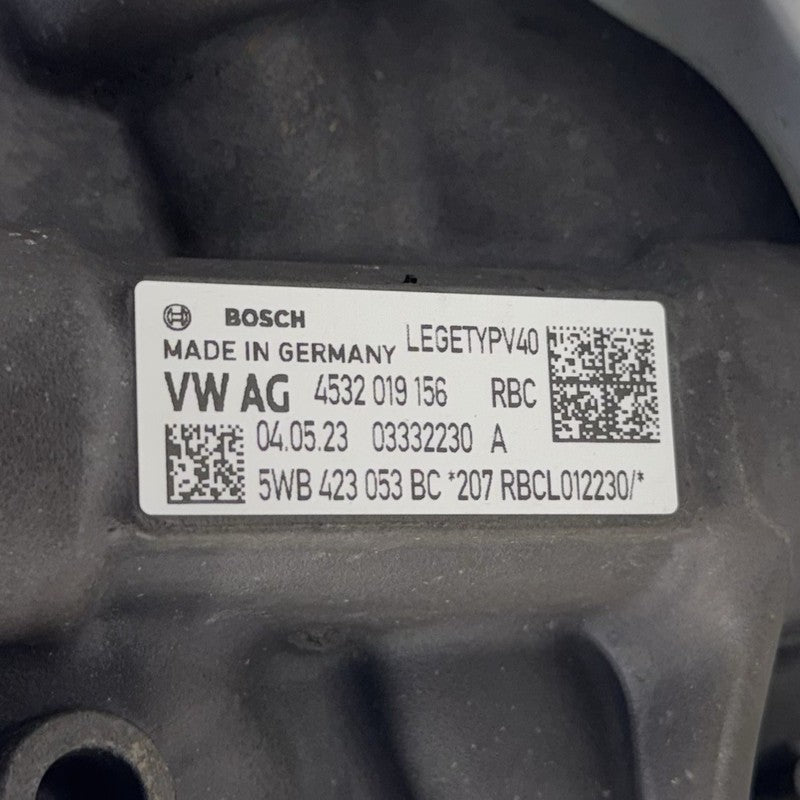 BOSCH LEGETYPV40
MADE IN GERMANY
VW AG 4532 019 156 RBC
04.05.23 03332230 A
5WB 423 053 BC *207 RBCL012230/*